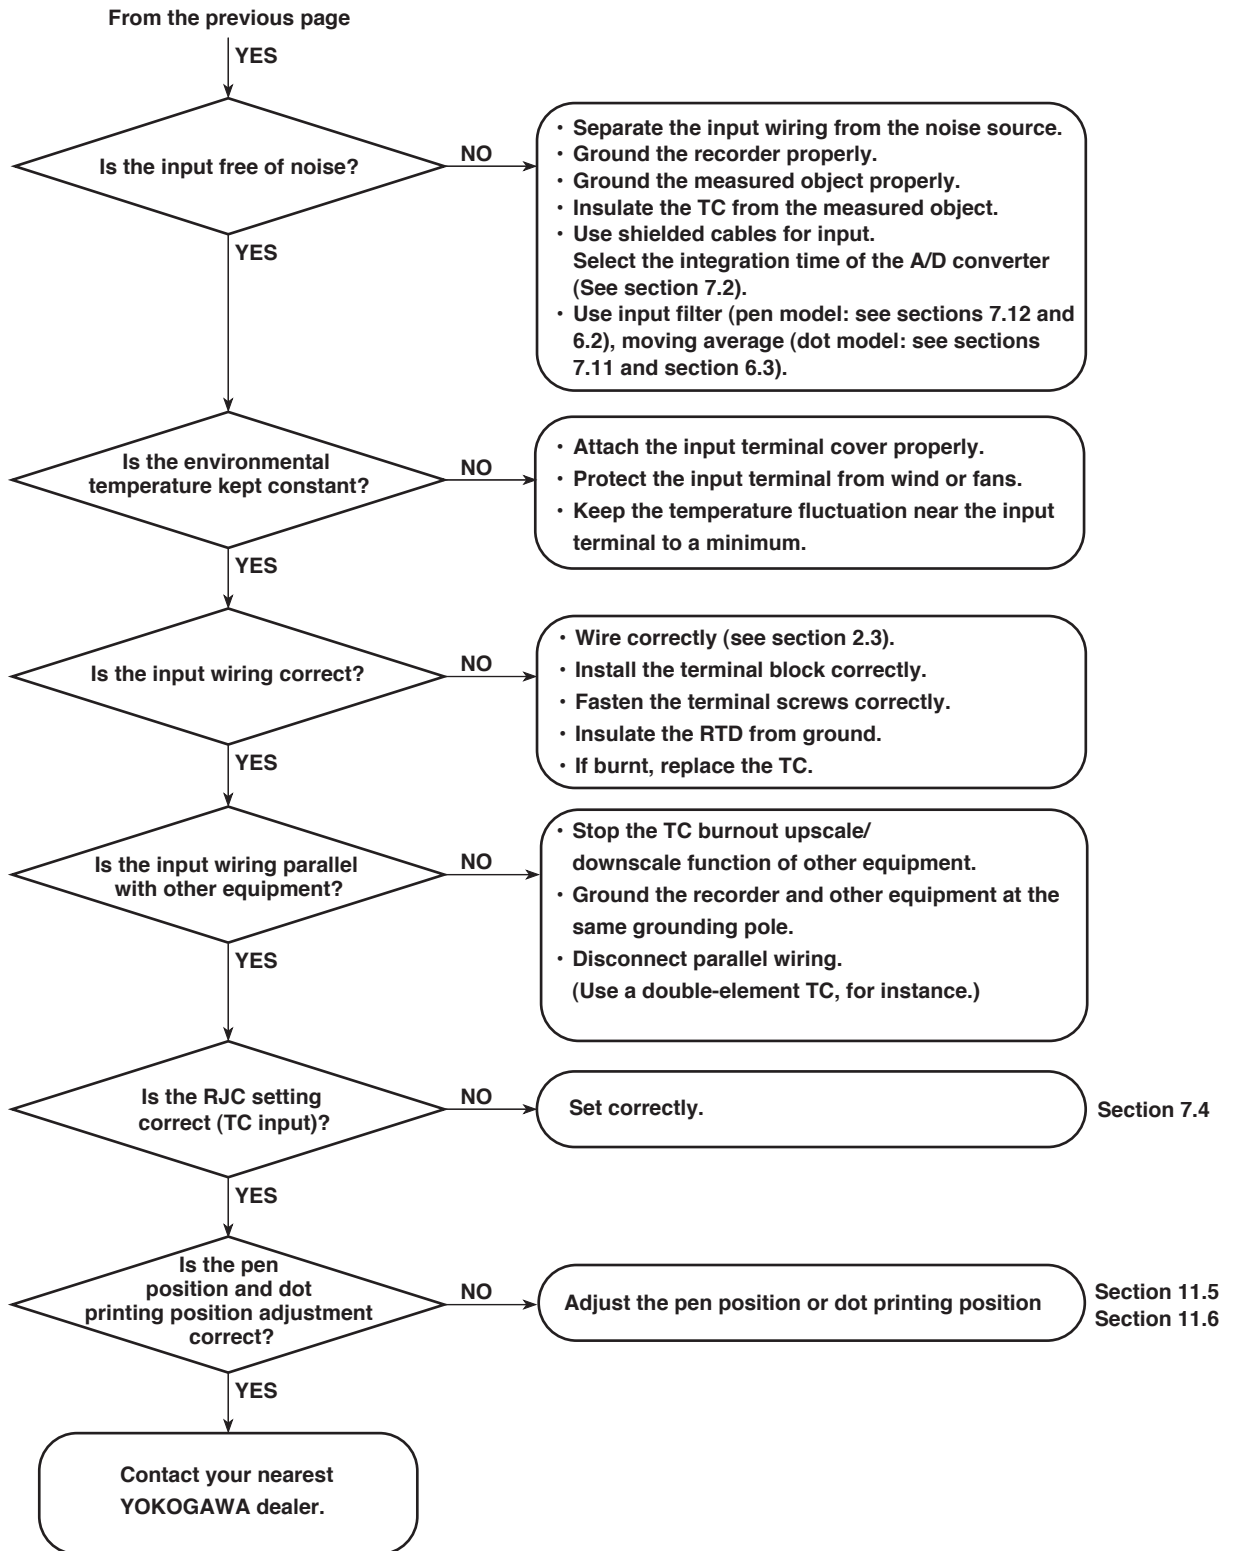 From the previous page
YES
Is the input free of noise?
NO
· Separate the input wiring from the noise source.
· Ground the recorder properly.
· Ground the measured object properly.
· Insulate the TC from the measured object.
· Use shielded cables for input.
Select the integration time of the A/D converter
(See section 7.2).
· Use input filter (pen model: see sections 7.12 and
6.2), moving average (dot model: see sections
7.11 and section 6.3).
YES
Is the environmental
temperature kept constant?
NO
· Attach the input terminal cover properly.
· Protect the input terminal from wind or fans.
· Keep the temperature fluctuation near the input
terminal to a minimum.
YES
Is the input wiring correct?
NO
· Wire correctly (see section 2.3).
· Install the terminal block correctly.
· Fasten the terminal screws correctly.
· Insulate the RTD from ground.
· If burnt, replace the TC.
YES
Is the input wiring parallel
with other equipment?
NO
· Stop the TC burnout upscale/
downscale function of other equipment.
· Ground the recorder and other equipment at the
same grounding pole.
· Disconnect parallel wiring.
(Use a double-element TC, for instance.)
YES
Is the RJC setting
correct (TC input)?
NO
Set correctly.
Section 7.4
YES
Is the pen
position and dot
printing position adjustment
correct?
NO
Adjust the pen position or dot printing position
Section 11.5
Section 11.6
YES
Contact your nearest
YOKOGAWA dealer.